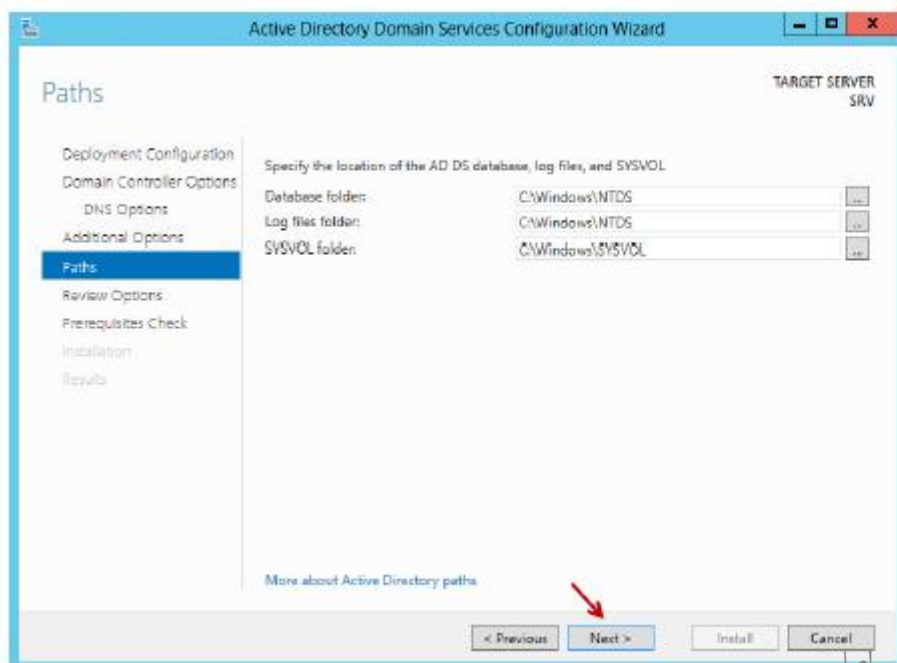 Active Directory Domain Services Configuration Wizard
Paths
TARGET SERVER
SRV
Deployment Configuration
Domain Controller Options
DNS Options
Additional Options
Paths
Review Options
Prerequisites Check
Installation
Results
Specify the location of the AD DS database, log files, and SYSVOL
Database folder: C:\Windows\NTDS ...
Log files folder: C:\Windows\NTDS ...
SYSVOL folder: C:\Windows\SYSVOL ...
More about Active Directory paths
< Previous Next > Install Cancel